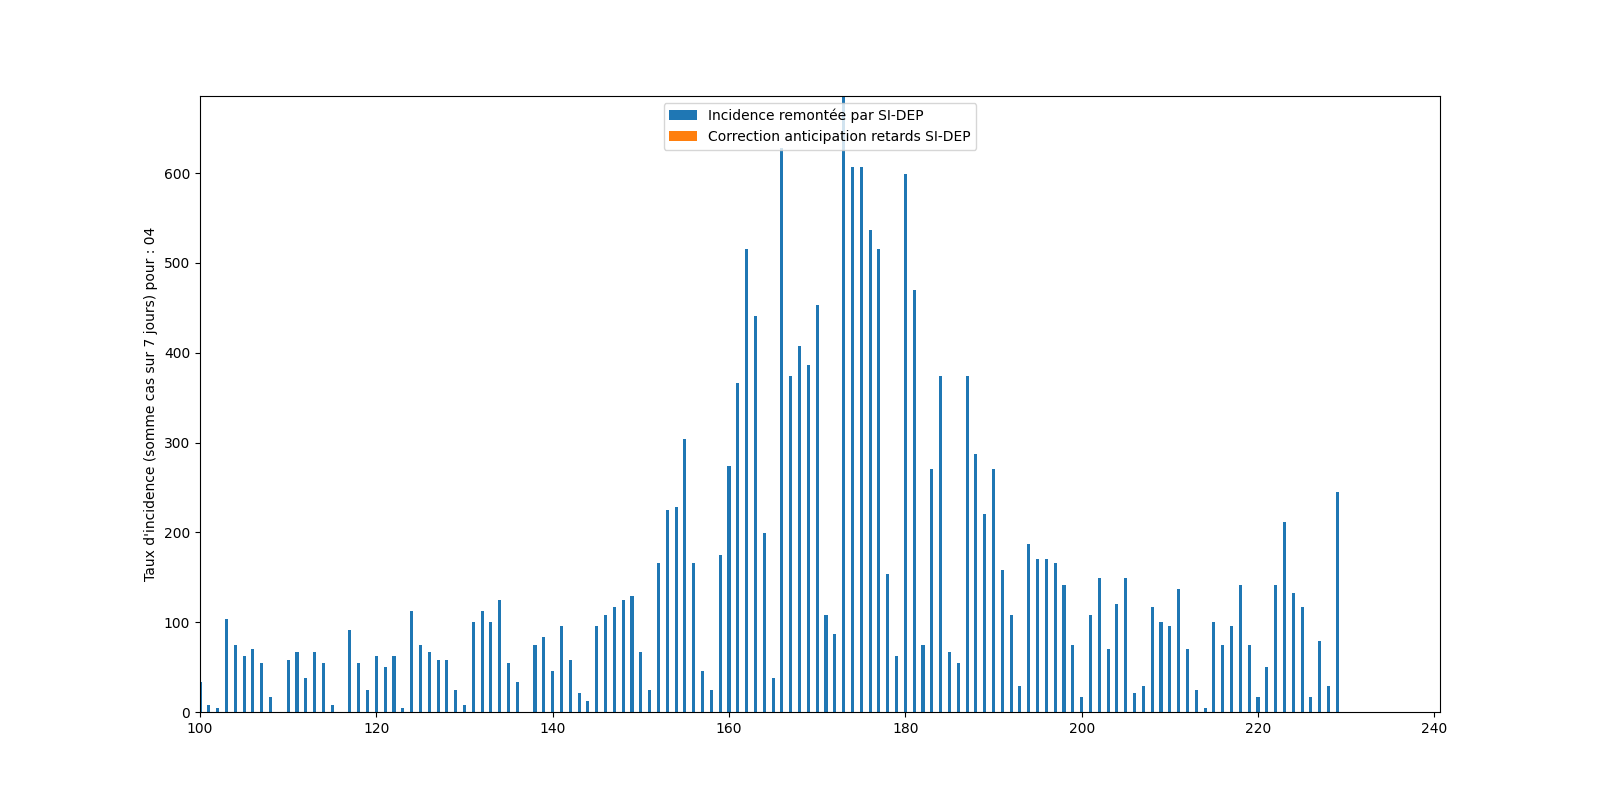 Incidence remontée par SI-DEP
Correction anticipation retards SI-DEP
Taux d'incidence (somme cas sur 7 jours) pour : 04
600
500
400
300
200
100
0
100 120 140 160 180 200 220 240